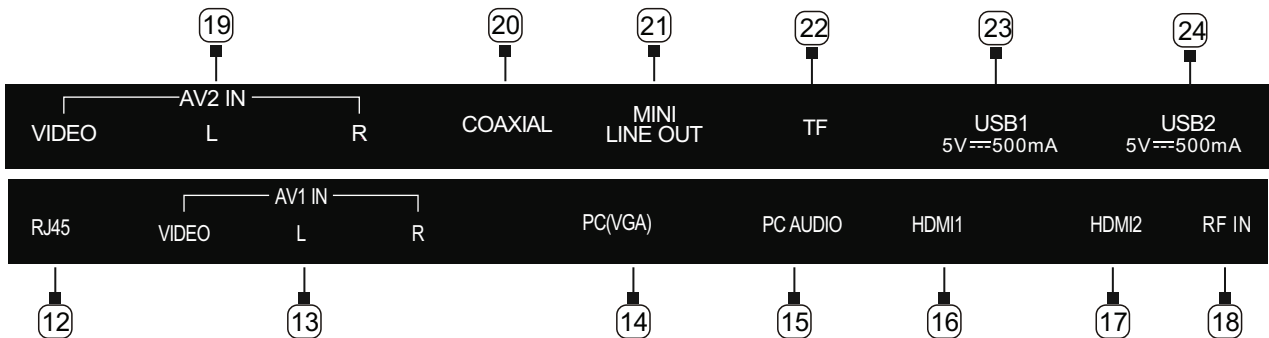 19 20 21 22 23 24
AV2 IN
VIDEO L R COAXIAL MINI LINE OUT TF USB1 USB2
5V⎓500mA 5V⎓500mA
AV1 IN
RJ45 VIDEO L R PC(VGA) PC AUDIO HDMI1 HDMI2 RF IN
12 13 14 15 16 17 18